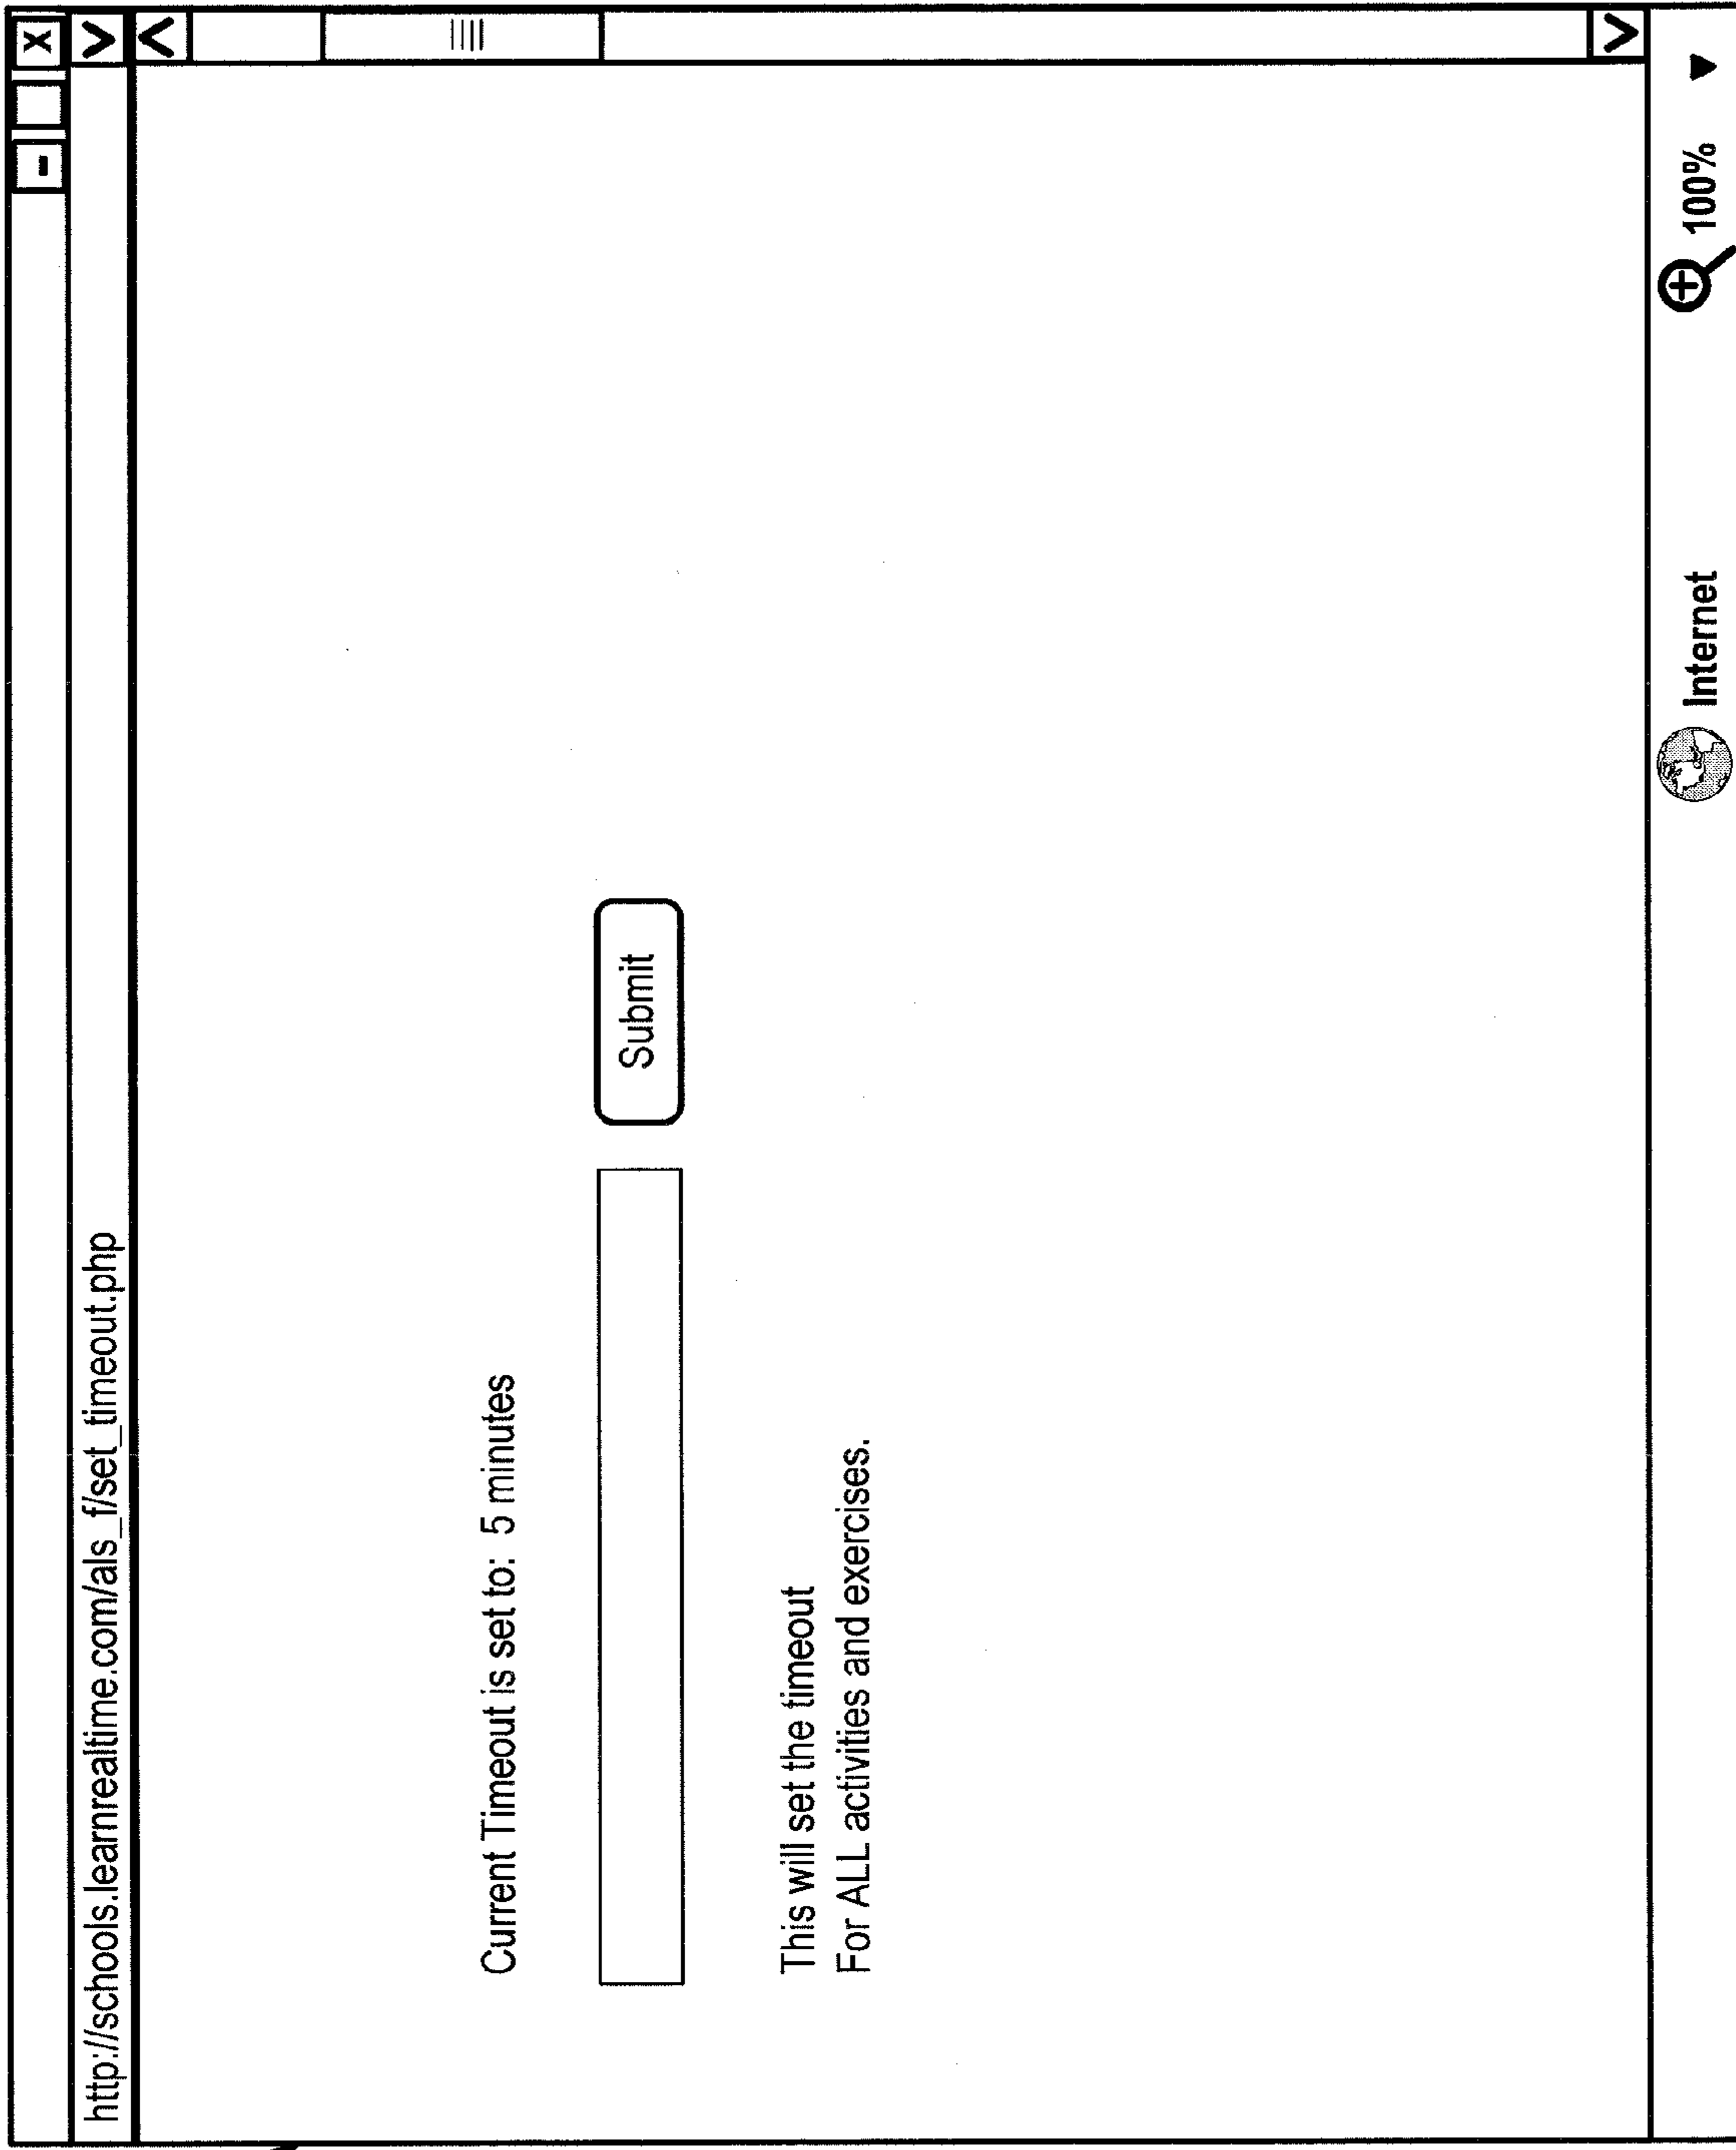 http://schools.learnrealtime.com/als_f/set_timeout.php
Current Timeout is set to: 5 minutes
Submit
This will set the timeout
For ALL activities and exercises.
Internet
100%